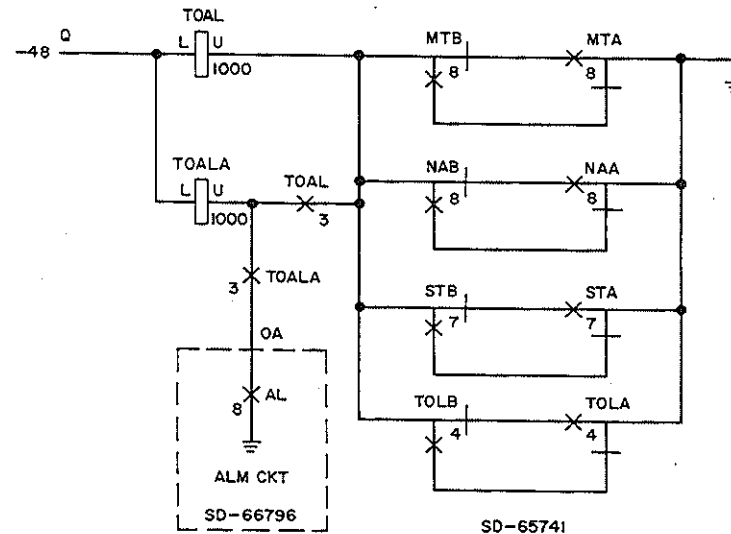 TOAL
-48 Q L U
1000
MTB MTA
8 8
TOALA
L U
1000
TOAL
3
NAB NAA
8 8
3 TOALA
STB STA
7 7
OA
8 AL
TOLB TOLA
4 4
ALM CKT
SD-66796
SD-65741